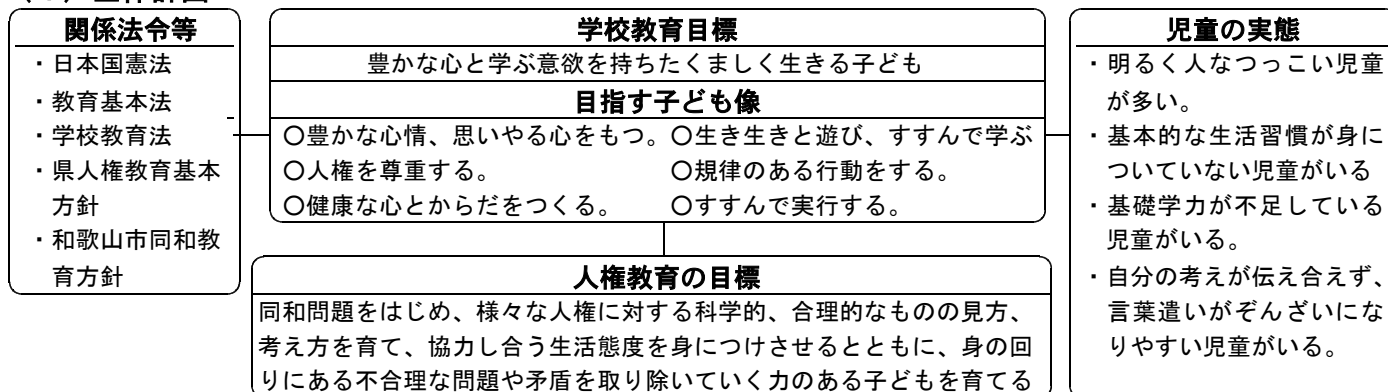 関係法令等
・日本国憲法
・教育基本法
・学校教育法
・県人権教育基本
方針
・和歌山市同和教
育方針
学校教育目標
豊かな心と学ぶ意欲を持ちたくましく生きる子ども
目指す子ども像
〇豊かな心情、思いやる心をもつ。〇生き生きと遊び、すすんで学ぶ
〇人権を尊重する。 〇規律のある行動をする。
〇健康な心とからだをつくる。 〇すすんで実行する。
人権教育の目標
同和問題をはじめ、様々な人権に対する科学的、合理的なものの見方、
考え方を育て、協力し合う生活態度を身につけさせるとともに、身の回
りにある不合理な問題や矛盾を取り除いていく力のある子どもを育てる
児童の実態
・明るく人なつっこい児童
が多い。
・基本的な生活習慣が身に
ついていない児童がいる
・基礎学力が不足している
児童がいる。
・自分の考えが伝え合えず、
言葉遣いがぞんざいにな
りやすい児童がいる。